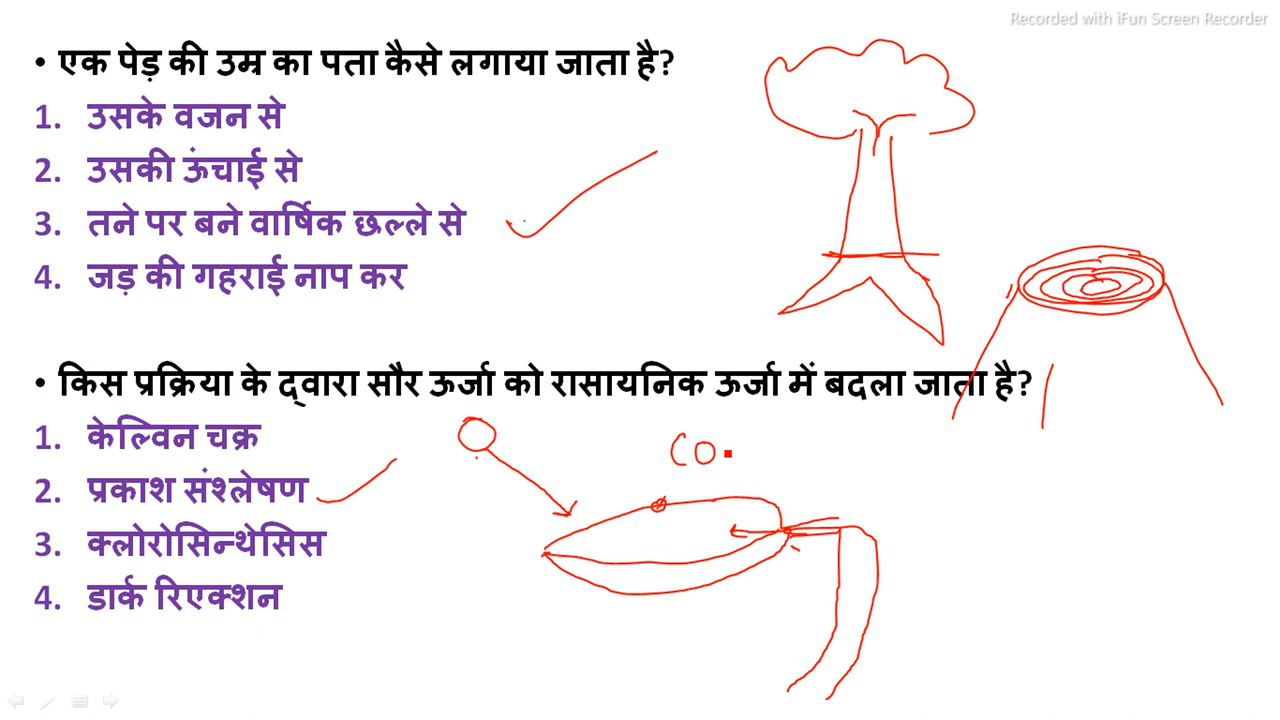 Recorded with iFun Screen Recorder
• एक पेड़ की उम्र का पता कैसे लगाया जाता है?
1. उसके वजन से
2. उसकी ऊंचाई से
3. तने पर बने वार्षिक छल्ले से
4. जड़ की गहराई नाप कर
• किस प्रक्रिया के द्वारा सौर ऊर्जा को रासायनिक ऊर्जा में बदला जाता है?
1. केल्विन चक्र
2. प्रकाश संश्लेषण
3. क्लोरोसिन्थेसिस
4. डार्क रिएक्शन
CO